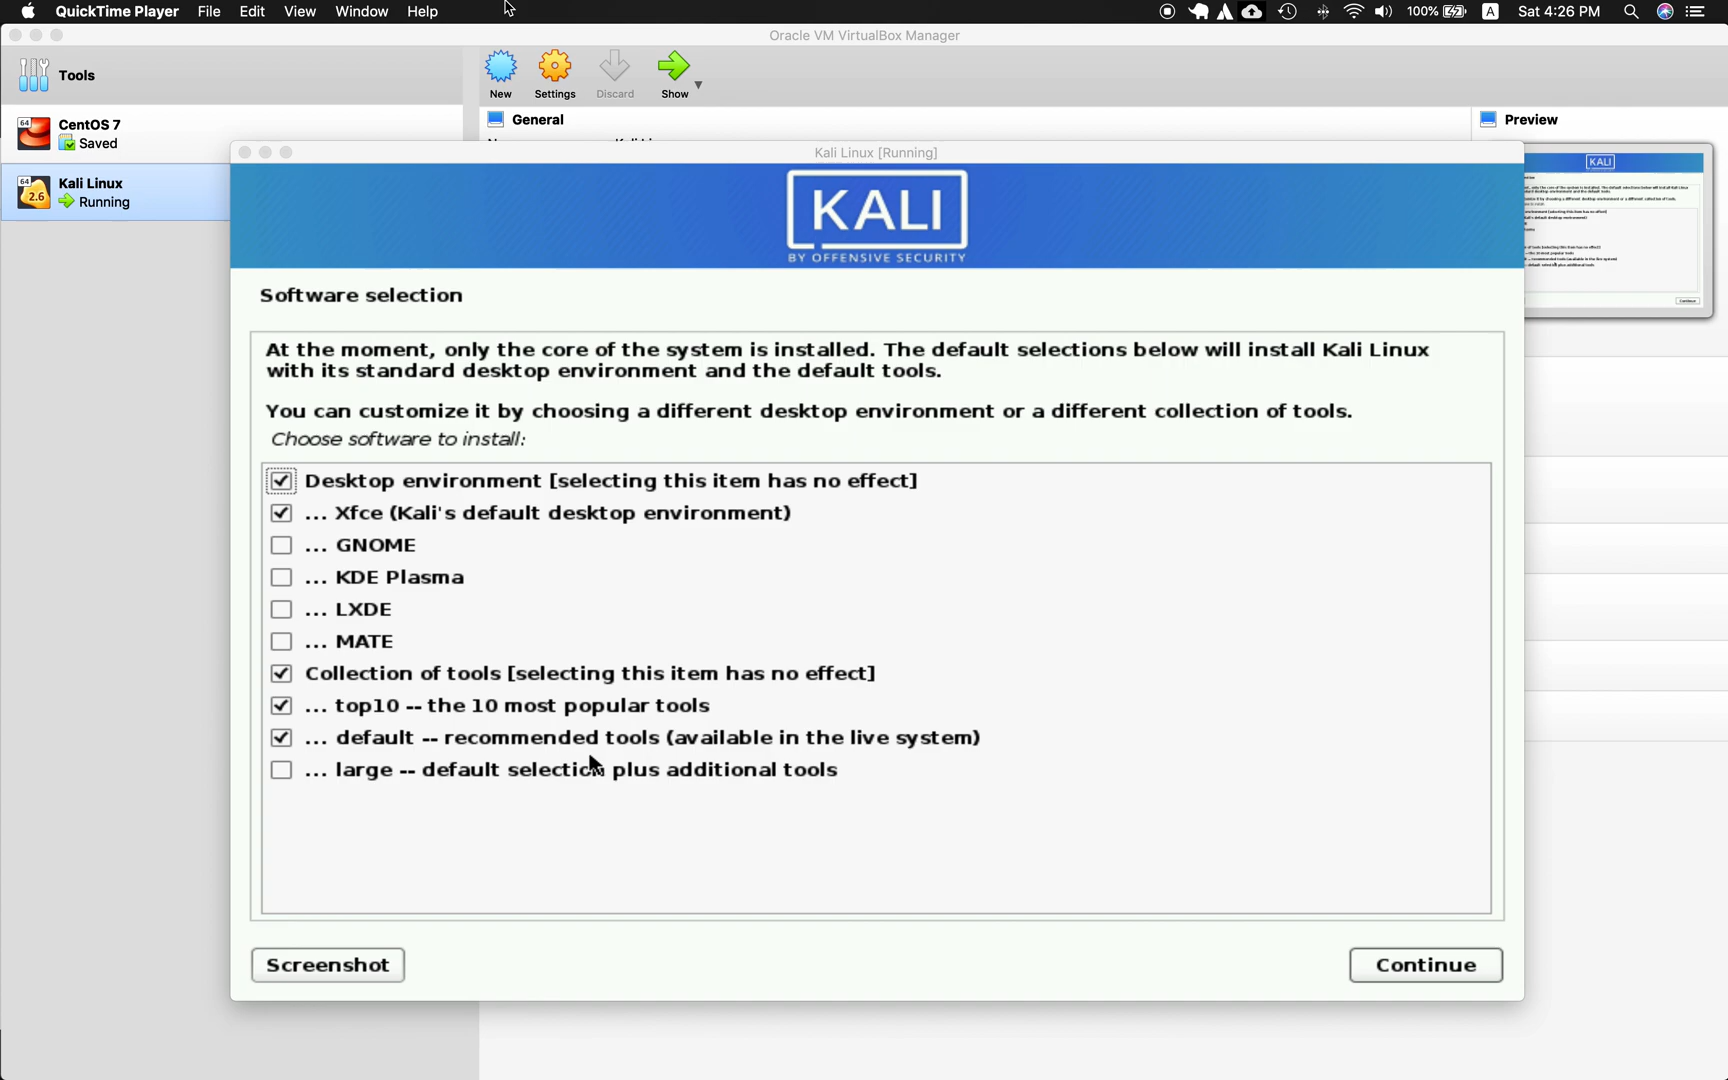 QuickTime Player File Edit View Window Help
100% A Sat 4:26 PM
Oracle VM VirtualBox Manager
Tools
New Settings Discard Show
64 CentOS 7
Saved
General
Preview
64 2.6 Kali Linux
Running
Kali Linux [Running]
KALI
BY OFFENSIVE SECURITY
KALI
Software selection
At the moment, only the core of the system is installed. The default selections below will install Kali Linux
with its standard desktop environment and the default tools.
You can customize it by choosing a different desktop environment or a different collection of tools.
Choose software to install:
Desktop environment [selecting this item has no effect]
... Xfce (Kali's default desktop environment)
... GNOME
... KDE Plasma
... LXDE
... MATE
Collection of tools [selecting this item has no effect]
... top10 -- the 10 most popular tools
... default -- recommended tools (available in the live system)
... large -- default selection plus additional tools
Screenshot
Continue